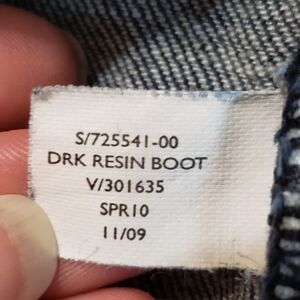 S/725541-00
DRK RESIN BOOT
V/301635
SPR10
11/09